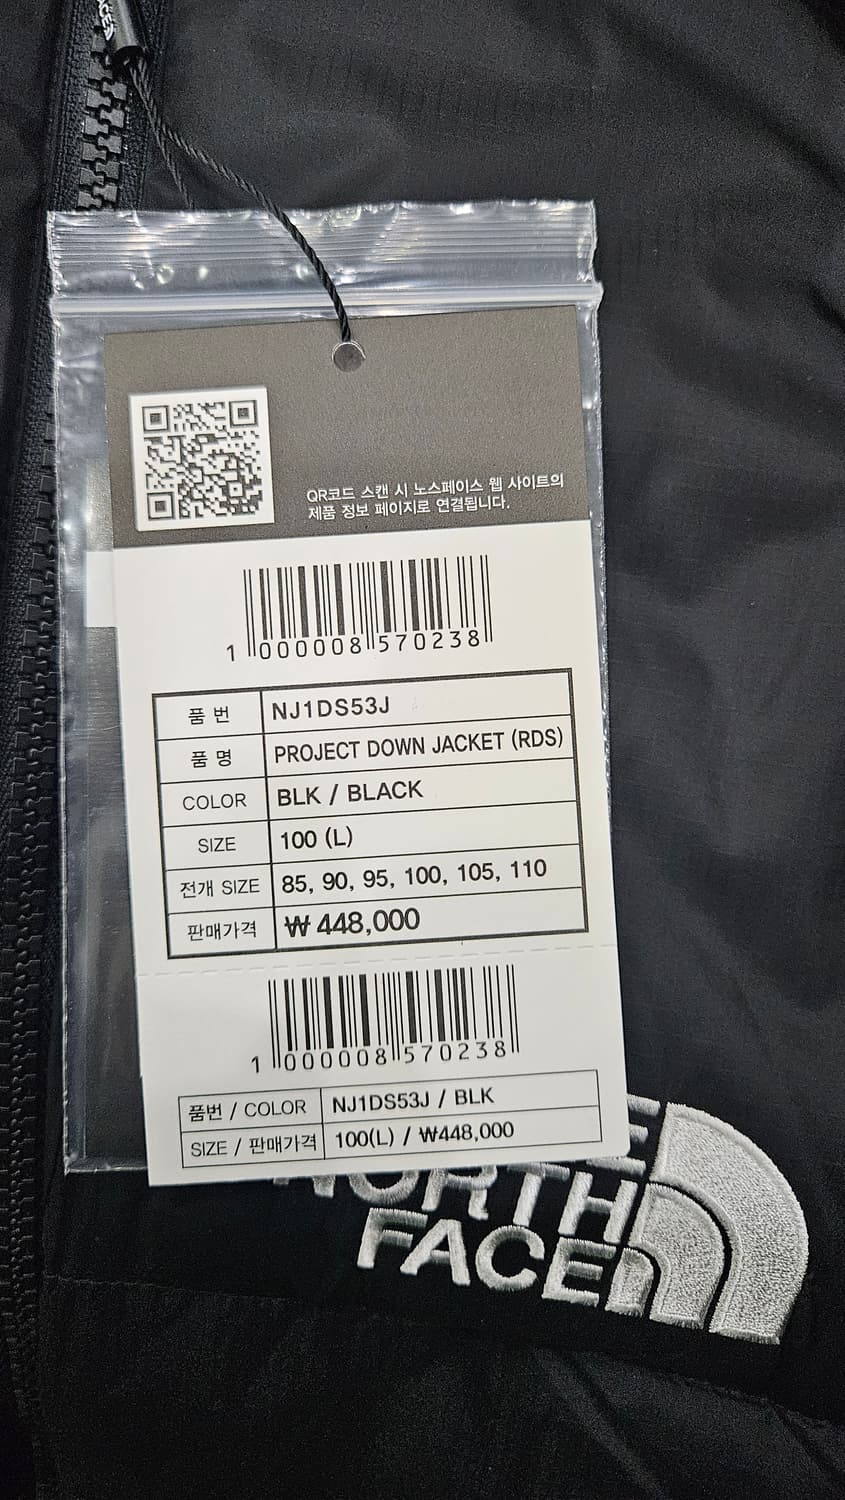 QR코드 스캔 시 노스페이스 웹 사이트의
제품 정보 페이지로 연결됩니다.
1 000008 570238
품 번 NJ1DS53J
품 명 PROJECT DOWN JACKET (RDS)
COLOR BLK / BLACK
SIZE 100 (L)
전개 SIZE 85, 90, 95, 100, 105, 110
판매가격 ₩ 448,000
1 000008 570238
품번 / COLOR NJ1DS53J / BLK
SIZE / 판매가격 100(L) / ₩448,000
NORTH
FACE